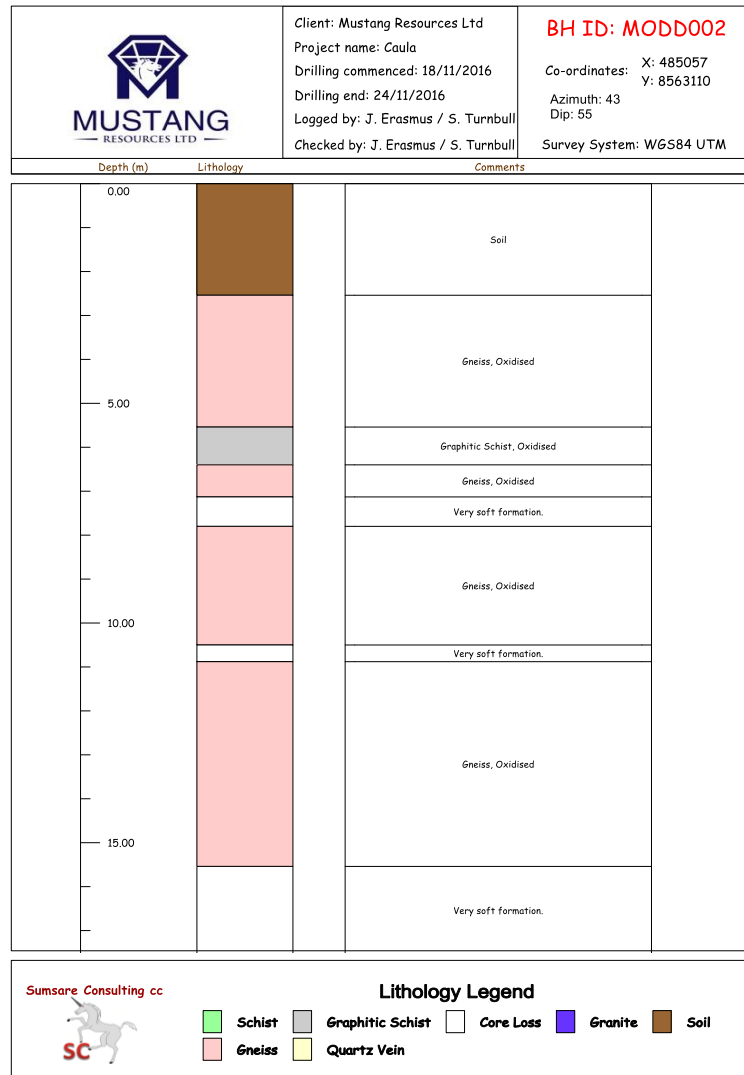 MUSTANG
RESOURCES LTD
Client: Mustang Resources Ltd
Project name: Caula
Drilling commenced: 18/11/2016
Drilling end: 24/11/2016
Logged by: J. Erasmus / S. Turnbull
Checked by: J. Erasmus / S. Turnbull
BH ID: MODD002
Co-ordinates: X: 485057
Y: 8563110
Azimuth: 43
Dip: 55
Survey System: WGS84 UTM
Depth (m) Lithology Comments
0.00
Soil
Gneiss, Oxidised
5.00
Graphitic Schist, Oxidised
Gneiss, Oxidised
Very soft formation.
Gneiss, Oxidised
10.00
Very soft formation.
Gneiss, Oxidised
15.00
Very soft formation.
Sumsare Consulting cc
SC
Lithology Legend
Schist Graphitic Schist Core Loss Granite Soil
Gneiss Quartz Vein